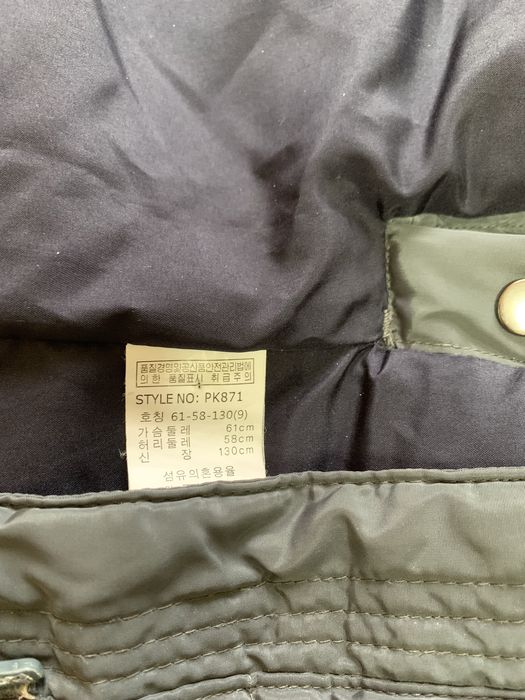 품질경영및공산품안전관리법에
의한 품질표시 취급주의
STYLE NO: PK871
호칭 61-58-130(9)
가슴둘레 61cm
허리둘레 58cm
신 장 130cm
섬유의혼용율